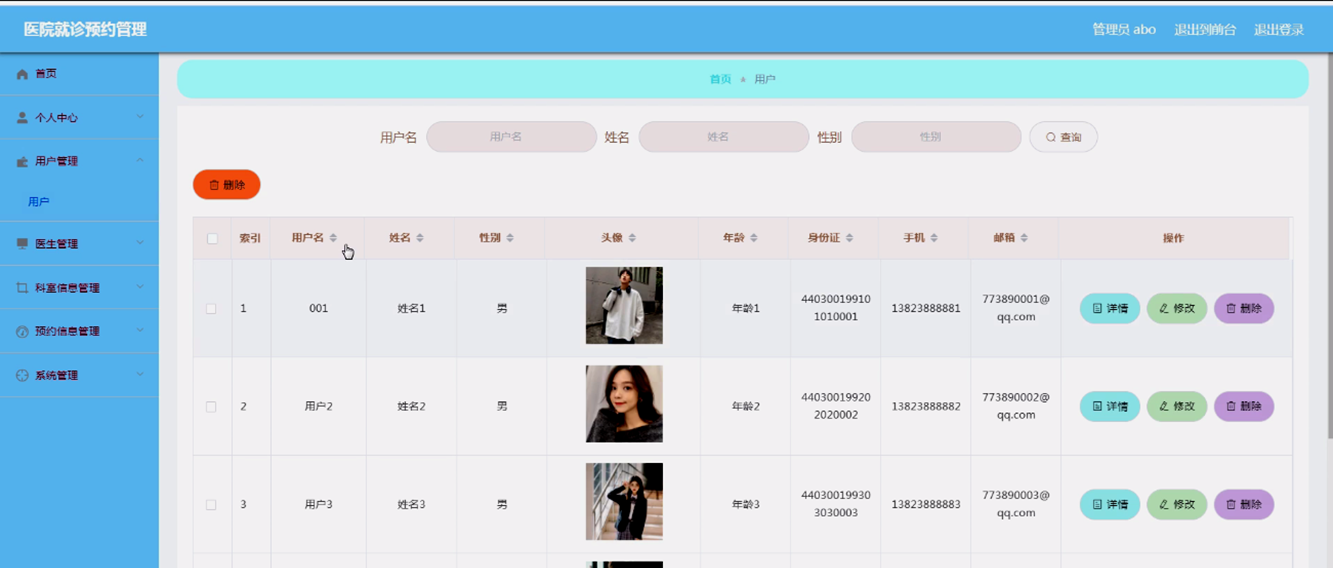 医院就诊预约管理
管理员 abo 退出到前台 退出登录
首页
个人中心
用户管理
用户
医生管理
科室信息管理
预约信息管理
系统管理
首页 用户
用户名 用户名 姓名 姓名 性别 性别 查询
删除
索引 用户名 姓名 性别 头像 年龄 身份证 手机 邮箱 操作
1 001 姓名1 男 年龄1 44030019910
1010001 13823888881 773890001@
qq.com 详情 修改 删除
2 用户2 姓名2 男 年龄2 44030019920
2020002 13823888882 773890002@
qq.com 详情 修改 删除
3 用户3 姓名3 男 年龄3 44030019930
3030003 13823888883 773890003@
qq.com 详情 修改 删除